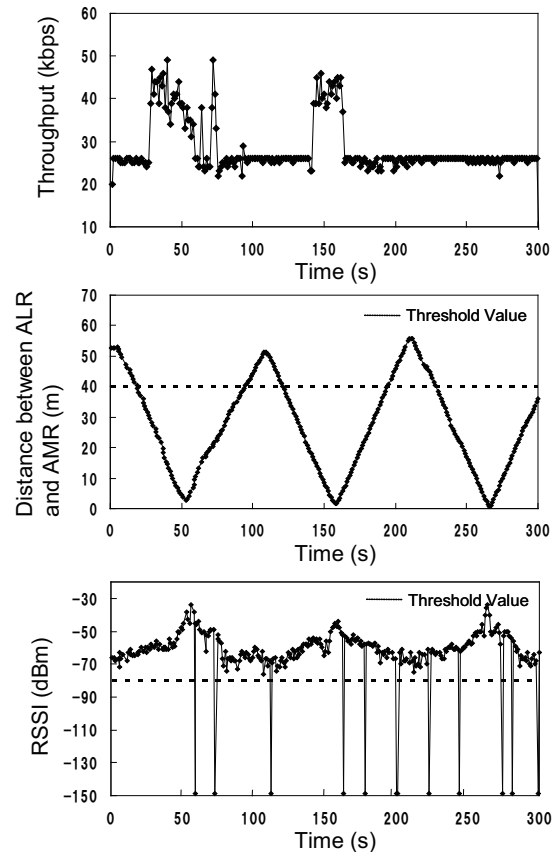 Throughput (kbps)
60
50
40
30
20
10
0 50 100 150 200 250 300
Time (s)
Distance between ALR
and AMR (m)
70
60
50
40
30
20
10
0
Threshold Value
0 50 100 150 200 250 300
Time (s)
RSSI (dBm)
-30
-50
-70
-90
-110
-130
-150
Threshold Value
0 50 100 150 200 250 300
Time (s)